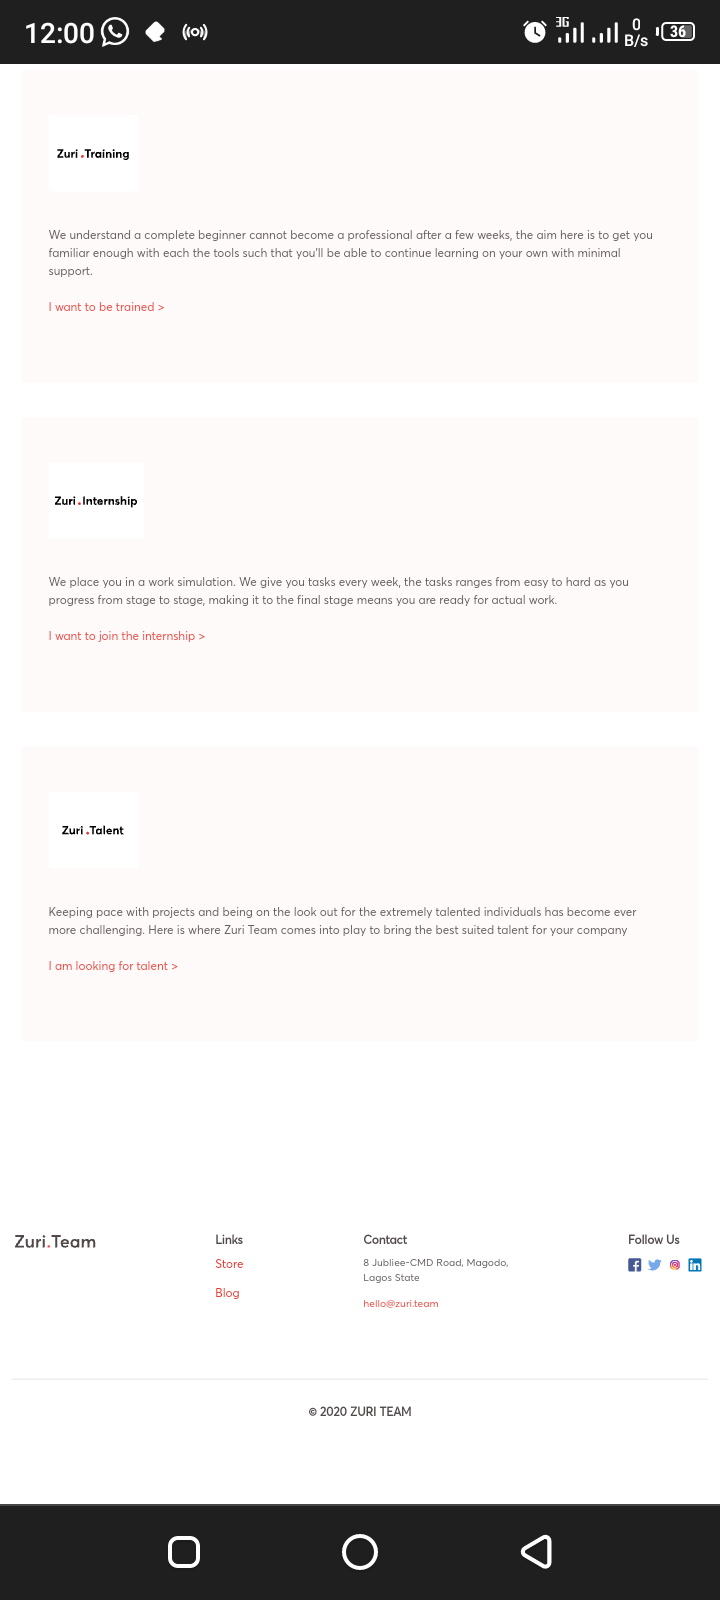 12:00
3G
0
B/s
36
Zuri.Training
We understand a complete beginner cannot become a professional after a few weeks, the aim here is to get you
familiar enough with each the tools such that you'll be able to continue learning on your own with minimal
support.
I want to be trained >
Zuri.Internship
We place you in a work simulation. We give you tasks every week, the tasks ranges from easy to hard as you
progress from stage to stage, making it to the final stage means you are ready for actual work.
I want to join the internship >
Zuri.Talent
Keeping pace with projects and being on the look out for the extremely talented individuals has become ever
more challenging. Here is where Zuri Team comes into play to bring the best suited talent for your company
I am looking for talent >
Zuri.Team
Links
Store
Blog
Contact
8 Jubliee-CMD Road, Magodo,
Lagos State
hello@zuri.team
Follow Us
© 2020 ZURI TEAM